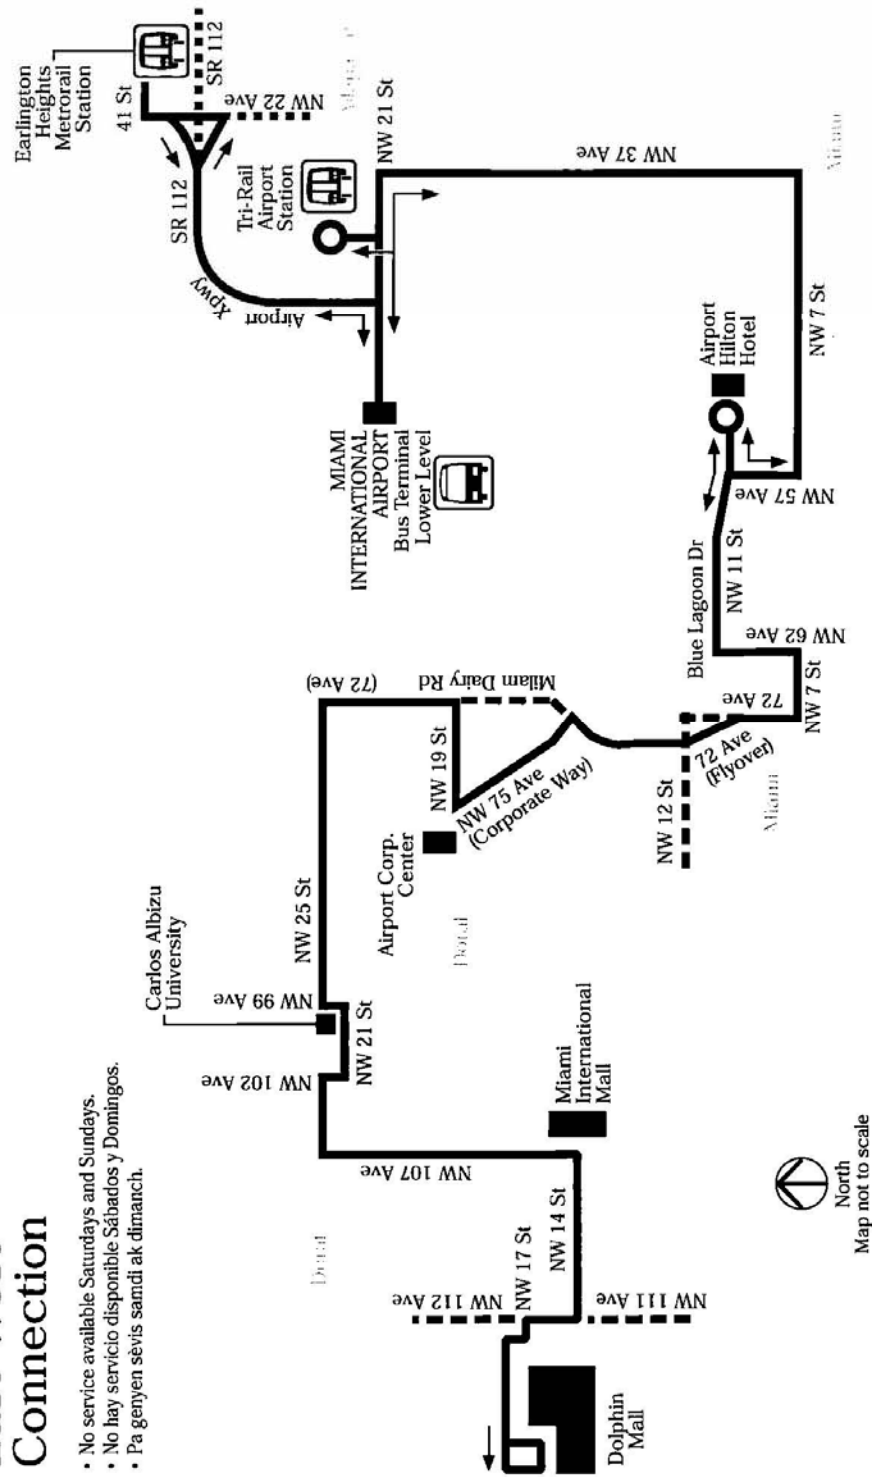 Connection
· No service available Saturdays and Sundays.
· No hay servicio disponible Sábados y Domingos.
· Pa genyen sèvis samdi ak dimanch.
Earlington
Heights
Metrorail
Station
41 St
SR 112
NW 22 Ave
SR 112
Airport
Xpwy
Tri-Rail
Airport
Station
NW 21 St
NW 37 Ave
MIAMI
INTERNATIONAL
AIRPORT
Bus Terminal
Lower Level
Airport
Hilton
Hotel
NW 7 St
NW 57 Ave
Blue Lagoon Dr
NW 11 St
NW 62 Ave
NW 7 St
72 Ave
72 Ave
(Flyover)
NW 12 St
Miami
Milam Dairy Rd
(72 Ave)
NW 19 St
NW 75 Ave
(Corporate Way)
Airport Corp.
Center
Doral
NW 25 St
Carlos Albizu
University
NW 99 Ave
NW 21 St
NW 102 Ave
NW 107 Ave
Miami
International
Mall
NW 14 St
NW 17 St
NW 112 Ave
NW 111 Ave
Doral
Dolphin
Mall
Miami
North
Map not to scale